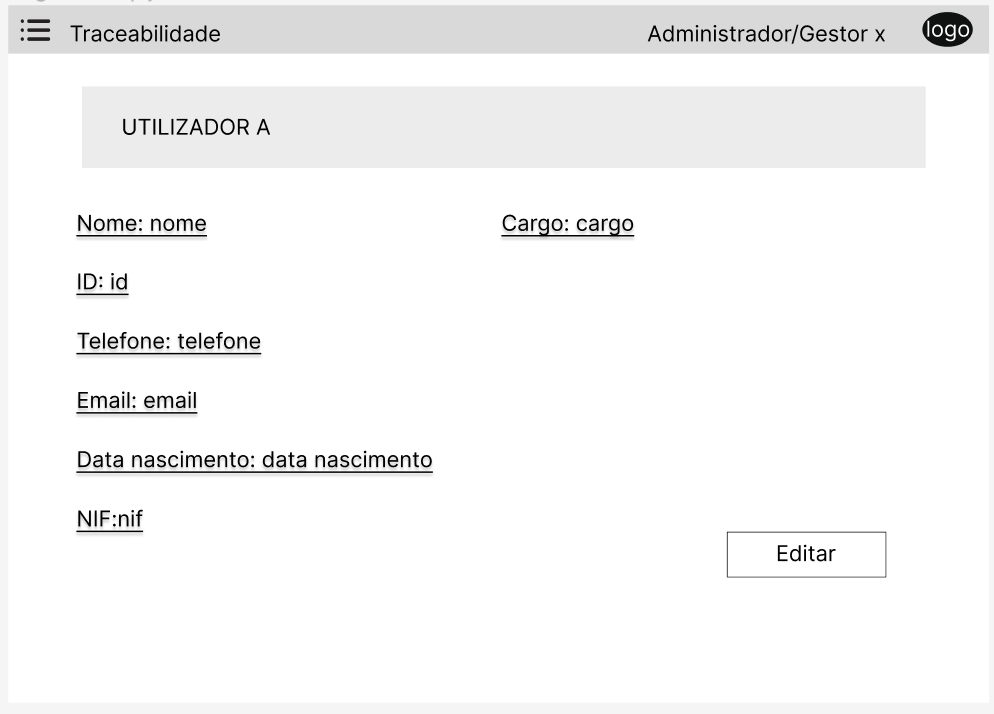 Traceabilidade
Administrador/Gestor x
logo
UTILIZADOR A
Nome: nome
Cargo: cargo
ID: id
Telefone: telefone
Email: email
Data nascimento: data nascimento
NIF:nif
Editar